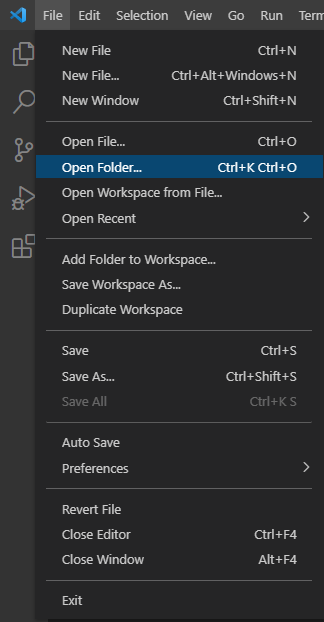 File Edit Selection View Go Run Term
New File Ctrl+N
New File... Ctrl+Alt+Windows+N
New Window Ctrl+Shift+N
Open File... Ctrl+O
Open Folder... Ctrl+K Ctrl+O
Open Workspace from File...
Open Recent
Add Folder to Workspace...
Save Workspace As...
Duplicate Workspace
Save Ctrl+S
Save As... Ctrl+Shift+S
Save All Ctrl+K S
Auto Save
Preferences
Revert File
Close Editor Ctrl+F4
Close Window Alt+F4
Exit